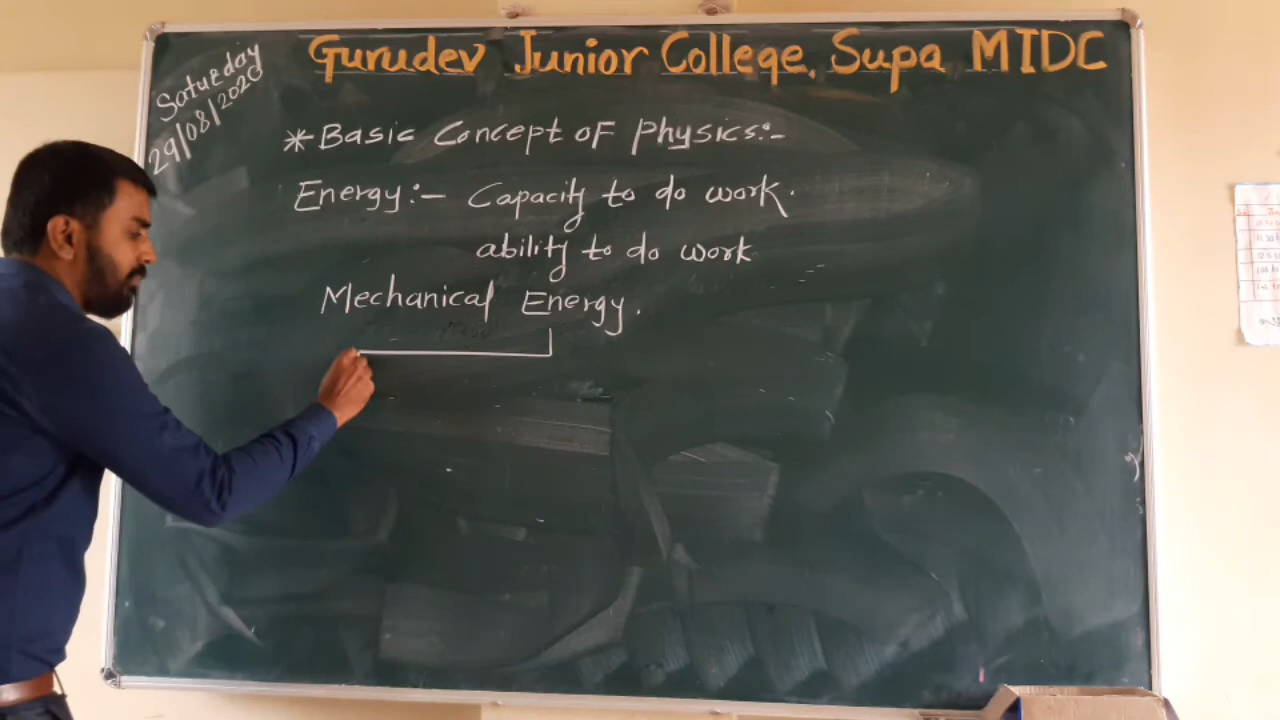 Saturday
29/08/2020
Gurudev Junior College, Supa MIDC
* Basic Concept of Physics:-
Energy:- Capacity to do work.
ability to do work
Mechanical Energy.